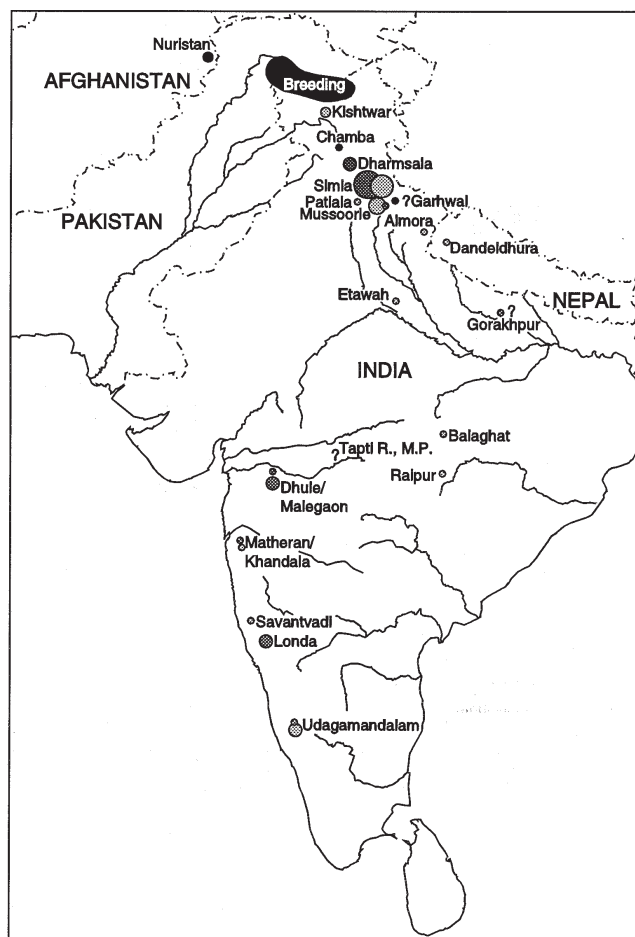 Nuristan
AFGHANISTAN
Breeding
Kishtwar
Chamba
Dharmsala
Simla
Patiala
?Garhwal
Mussoorie
Almora
PAKISTAN
Dandeldhura
Etawah
NEPAL
?
Gorakhpur
INDIA
Balaghat
?Tapti R., M.P.
Raipur
Dhule/
Malegaon
Matheran/
Khandala
Savantvadi
Londa
Udagamandalam